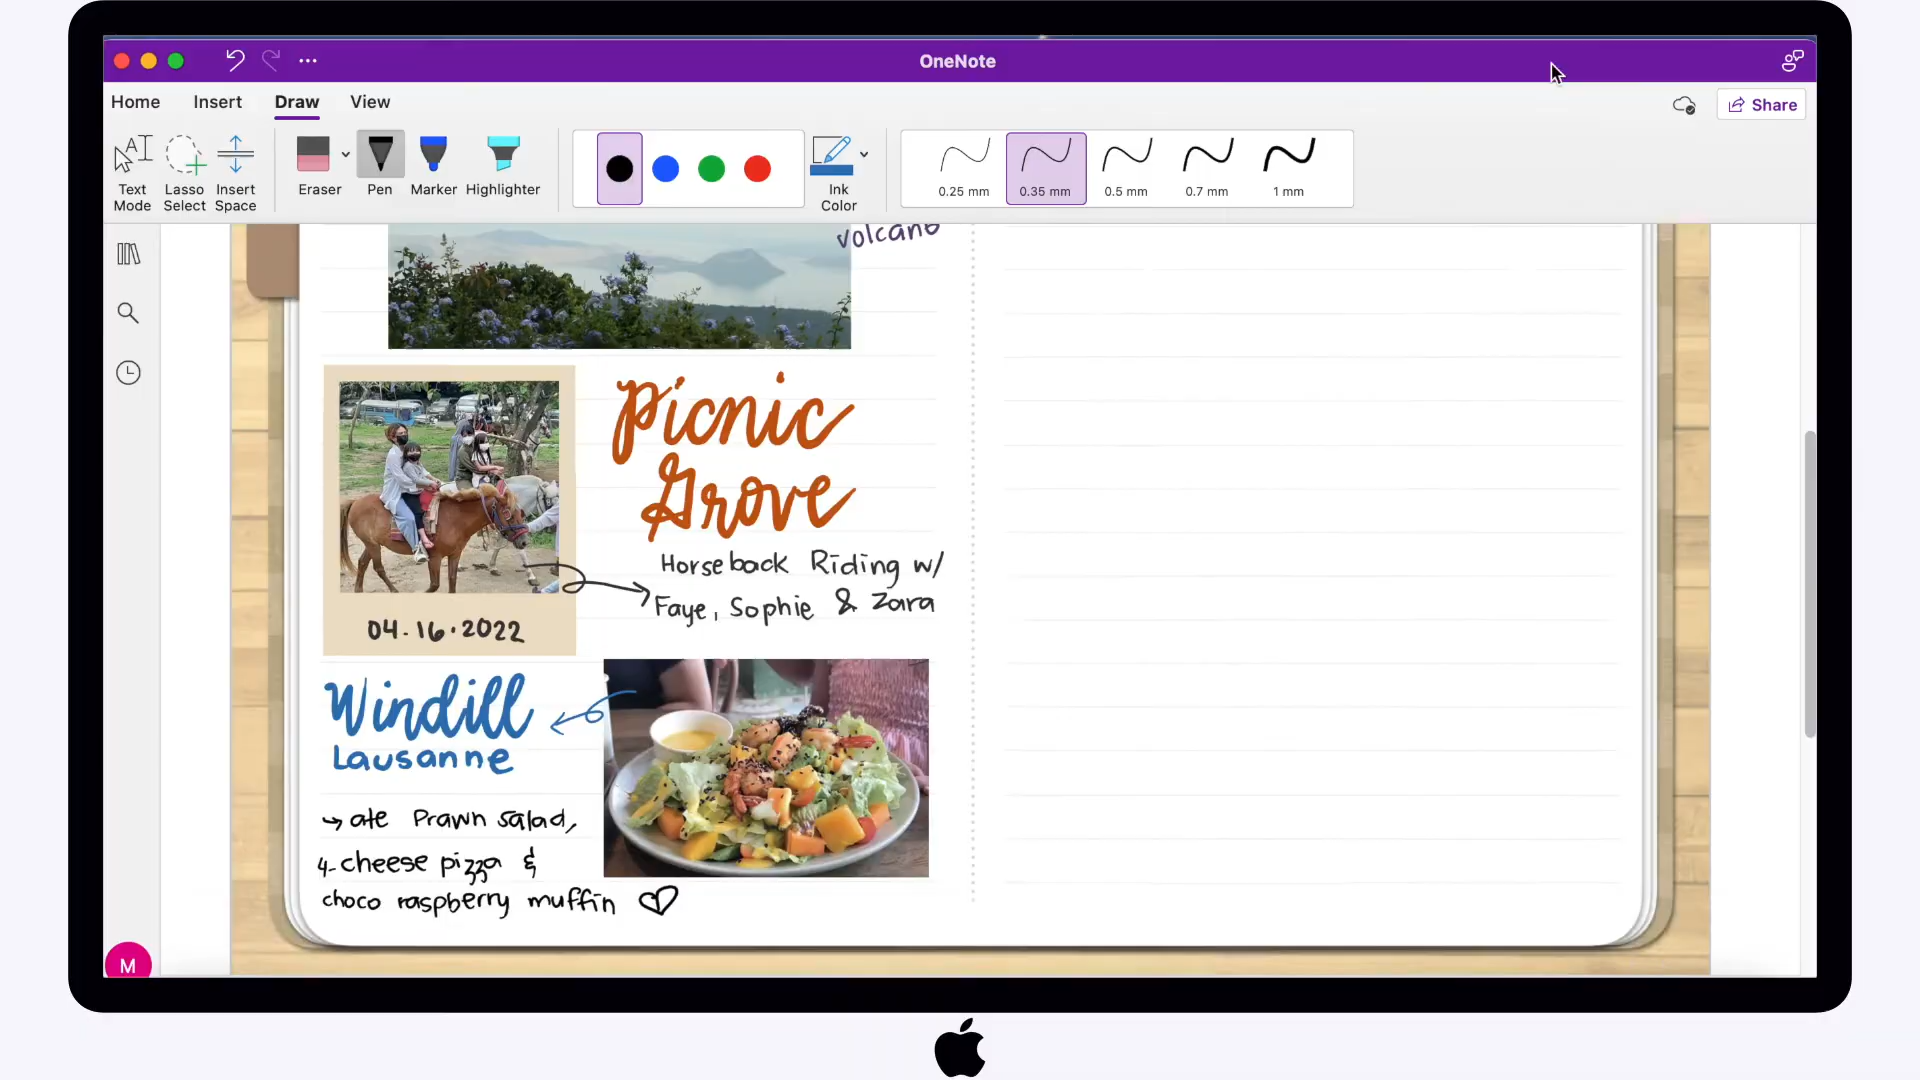 OneNote
Home Insert Draw View
Share
Text Mode
Lasso Select
Insert Space
Eraser
Pen
Marker
Highlighter
Ink Color
0.25 mm
0.35 mm
0.5 mm
0.7 mm
1 mm
volcano
Picnic
Grove
Horseback Riding w/
Faye, Sophie & Zara
04.16.2022
Windill
Lausanne
→ ate Prawn salad,
4-cheese pizza &
choco raspberry muffin ♡
M